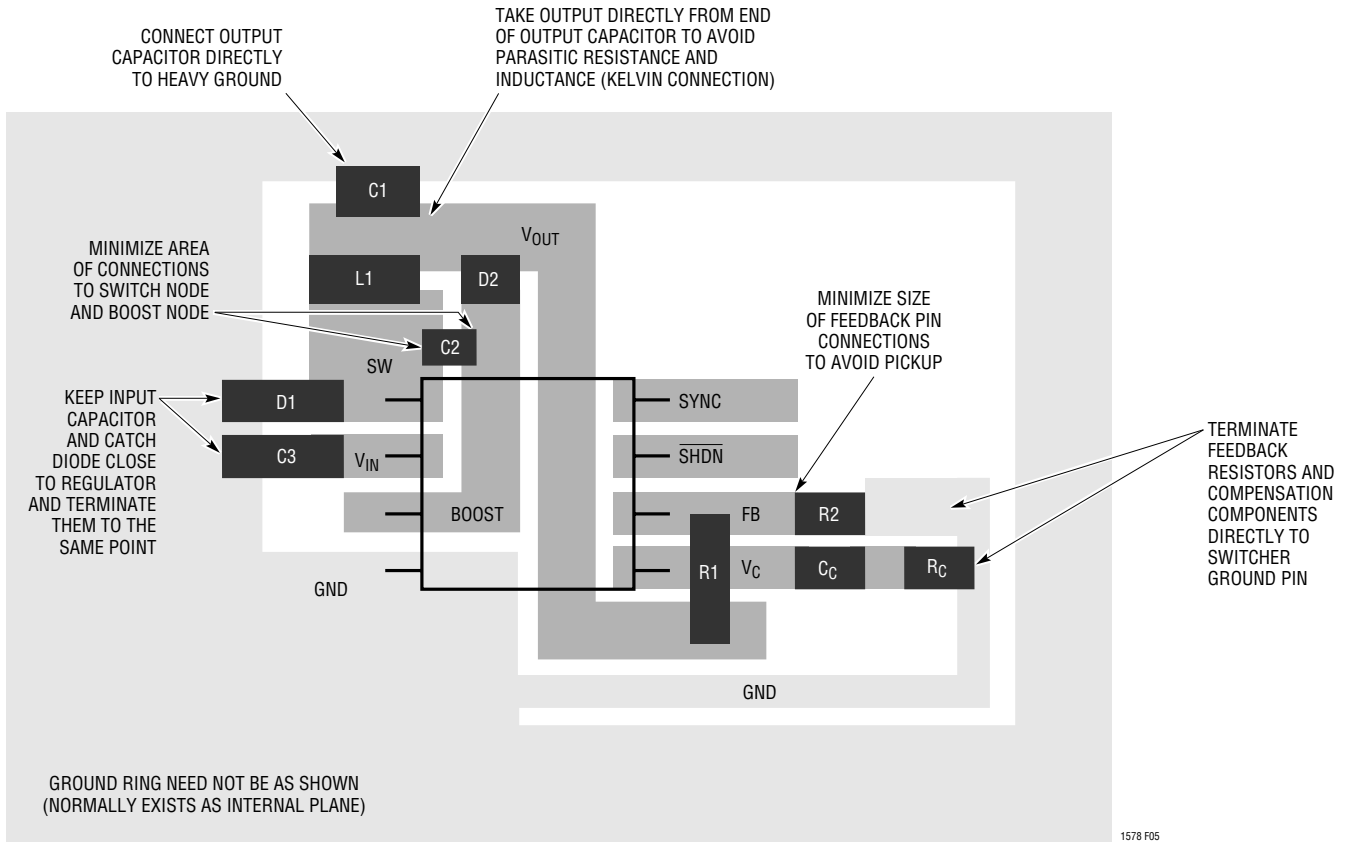 CONNECT OUTPUT
CAPACITOR DIRECTLY
TO HEAVY GROUND
TAKE OUTPUT DIRECTLY FROM END
OF OUTPUT CAPACITOR TO AVOID
PARASITIC RESISTANCE AND
INDUCTANCE (KELVIN CONNECTION)
C1
VOUT
MINIMIZE AREA
OF CONNECTIONS
TO SWITCH NODE
AND BOOST NODE
L1
D2
C2
SW
MINIMIZE SIZE
OF FEEDBACK PIN
CONNECTIONS
TO AVOID PICKUP
KEEP INPUT
CAPACITOR
AND CATCH
DIODE CLOSE
TO REGULATOR
AND TERMINATE
THEM TO THE
SAME POINT
D1
C3
VIN
BOOST
GND
SYNC
SHDN
FB
R2
R1
VC
CC
RC
TERMINATE
FEEDBACK
RESISTORS AND
COMPENSATION
COMPONENTS
DIRECTLY TO
SWITCHER
GROUND PIN
GND
GROUND RING NEED NOT BE AS SHOWN
(NORMALLY EXISTS AS INTERNAL PLANE)
1578 F05